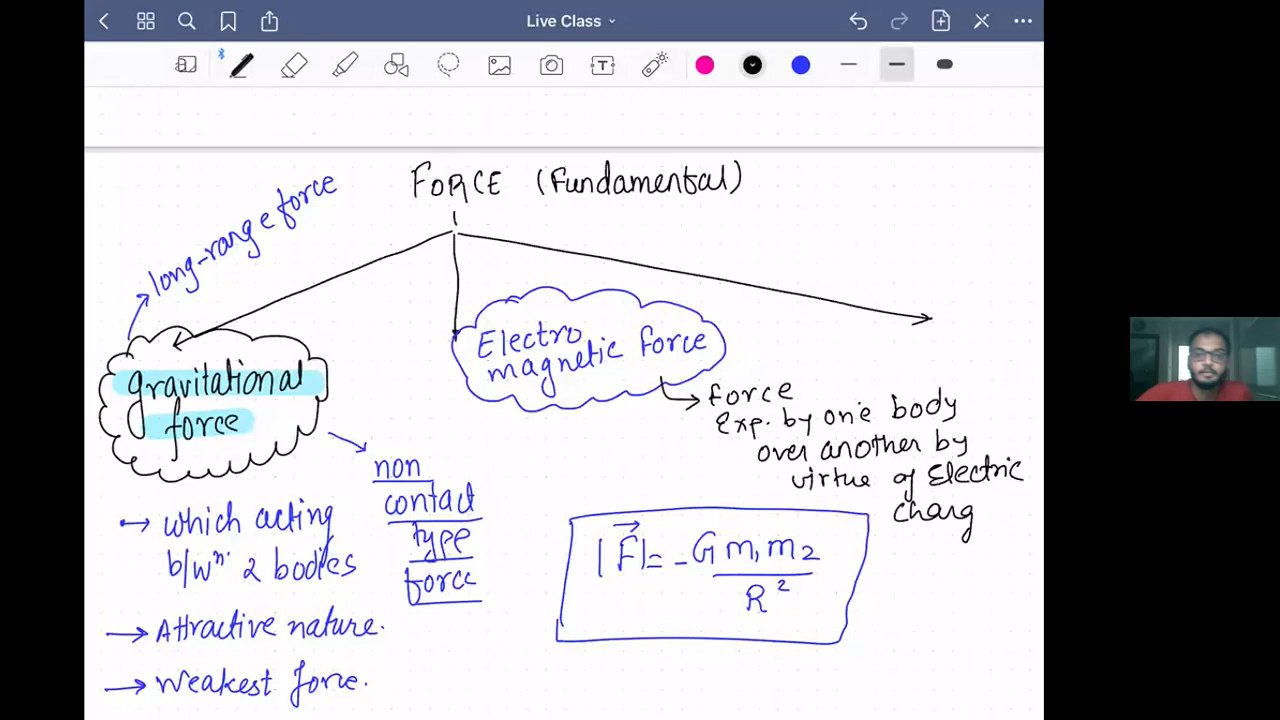 Live Class
T
FORCE (Fundamental)
long-range force
Electro
magnetic force
gravitational
force
force
Exp. by one body
over another by
virtue of Electric
charg
non
contact
type
force
which acting
b/wⁿ 2 bodies
Attractive nature.
Weakest force.
|F⃗|= -G m₁ m₂
R²